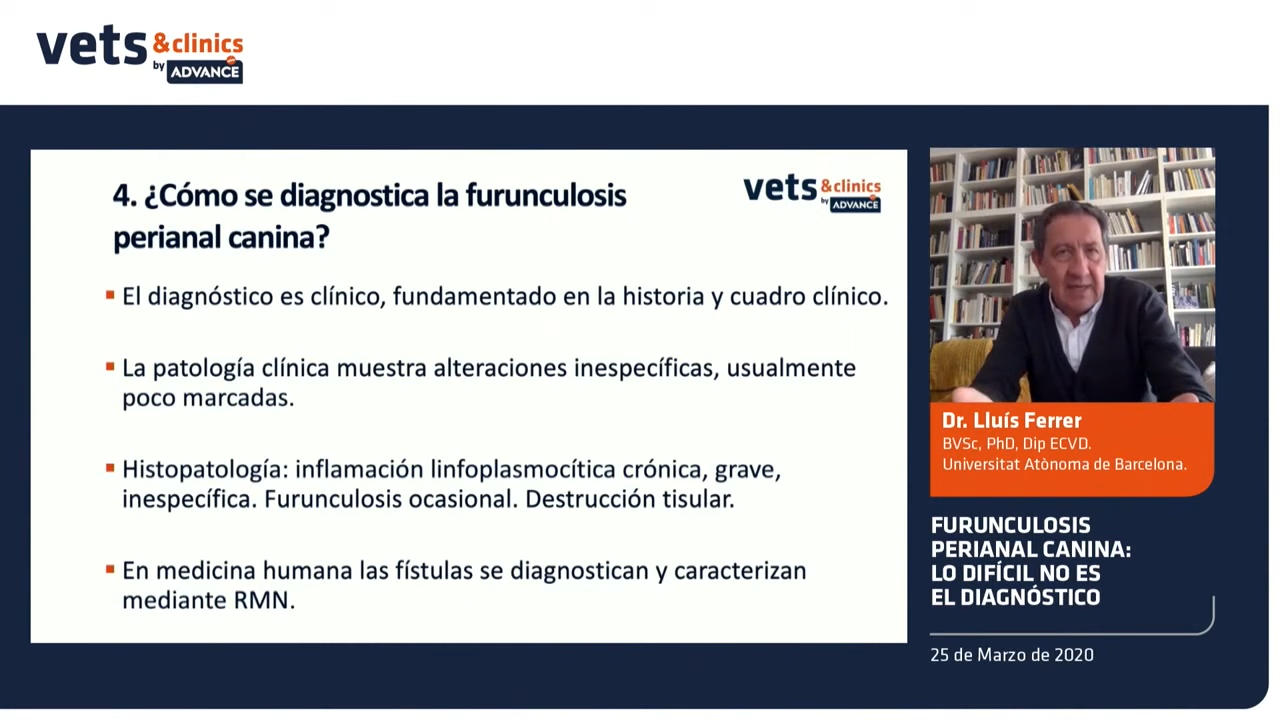 vets &clinics
by ADVANCE
4. ¿Cómo se diagnostica la furunculosis
perianal canina?
vets &clinics
by ADVANCE
▪ El diagnóstico es clínico, fundamentado en la historia y cuadro clínico.
▪ La patología clínica muestra alteraciones inespecíficas, usualmente
poco marcadas.
▪ Histopatología: inflamación linfoplasmocítica crónica, grave,
inespecífica. Furunculosis ocasional. Destrucción tisular.
▪ En medicina humana las fístulas se diagnostican y caracterizan
mediante RMN.
Dr. Lluís Ferrer
BVSc, PhD, Dip ECVD.
Universitat Atònoma de Barcelona.
FURUNCULOSIS
PERIANAL CANINA:
LO DIFÍCIL NO ES
EL DIAGNÓSTICO
25 de Marzo de 2020